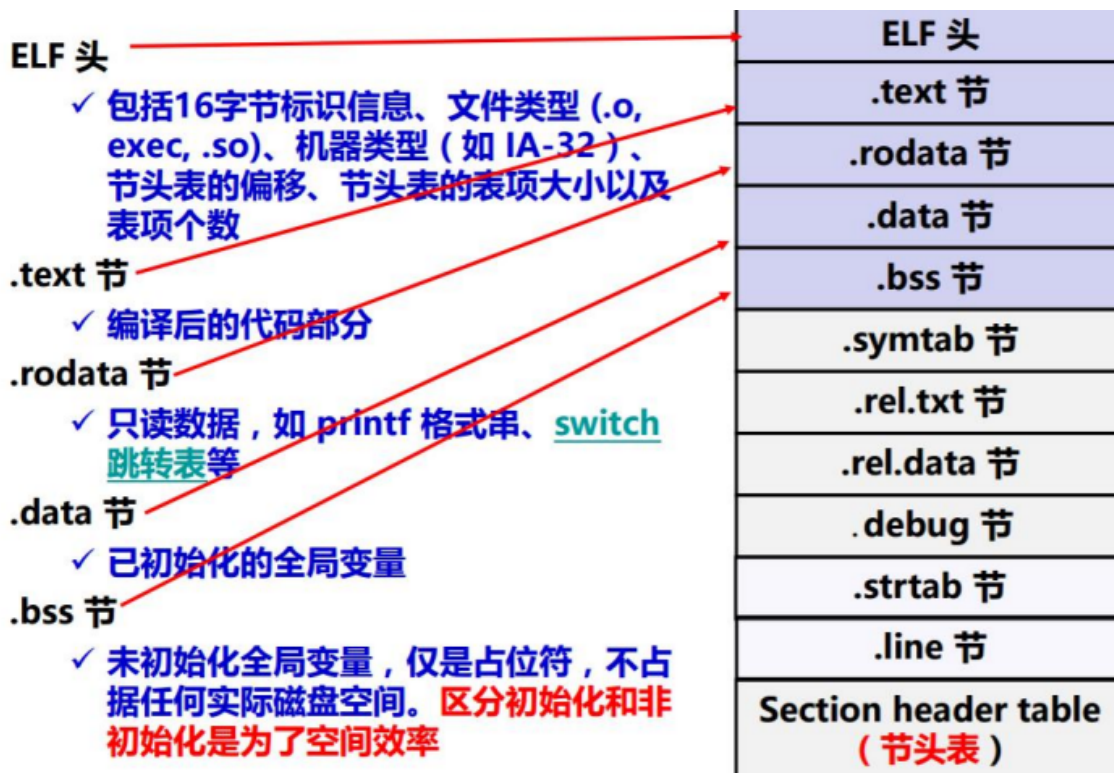 ELF 头
✓ 包括16字节标识信息、文件类型 (.o,
exec, .so)、机器类型（如 IA-32）、
节头表的偏移、节头表的表项大小以及
表项个数
.text 节
✓ 编译后的代码部分
.rodata 节
✓ 只读数据，如 printf 格式串、switch
跳转表等
.data 节
✓ 已初始化的全局变量
.bss 节
✓ 未初始化全局变量，仅是占位符，不占
据任何实际磁盘空间。区分初始化和非
初始化是为了空间效率
ELF 头
.text 节
.rodata 节
.data 节
.bss 节
.symtab 节
.rel.txt 节
.rel.data 节
.debug 节
.strtab 节
.line 节
Section header table
（节头表）